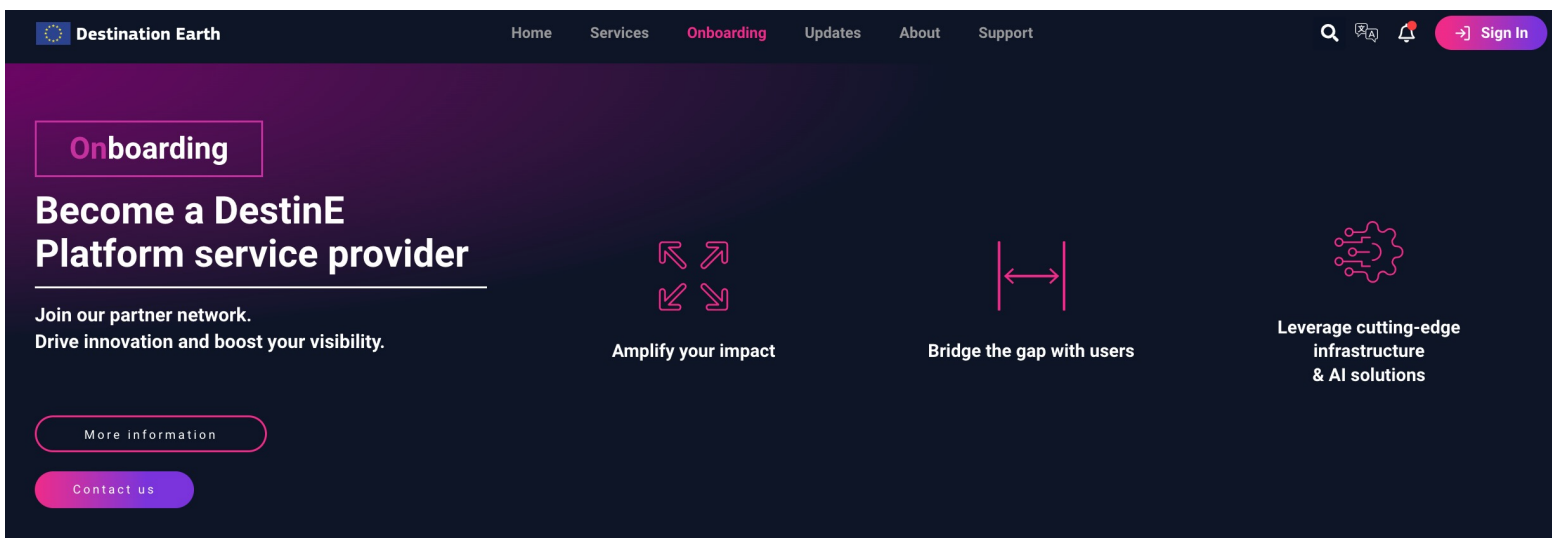 Destination Earth
Home
Services
Onboarding
Updates
About
Support
Sign In
Onboarding
Become a DestinE
Platform service provider
Join our partner network.
Drive innovation and boost your visibility.
More information
Contact us
Amplify your impact
Bridge the gap with users
Leverage cutting-edge
infrastructure
& AI solutions